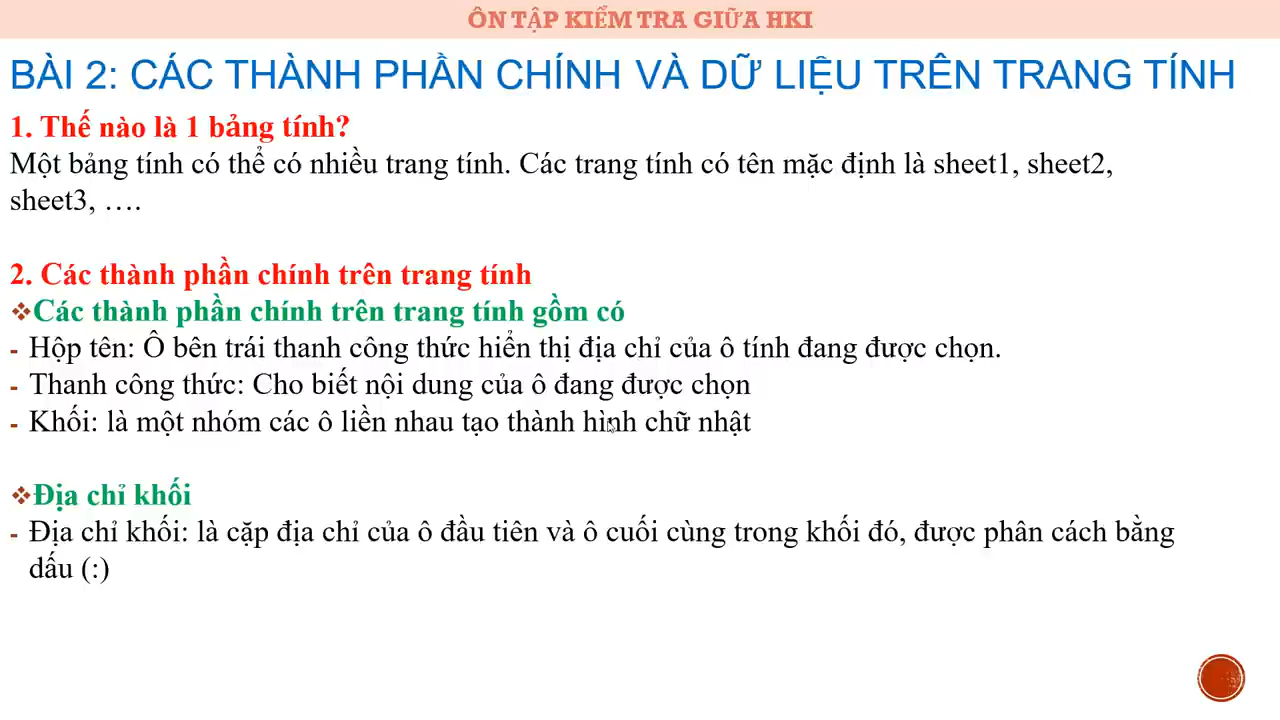 ÔN TẬP KIỂM TRA GIỮA HKI
BÀI 2: CÁC THÀNH PHẦN CHÍNH VÀ DỮ LIỆU TRÊN TRANG TÍNH
1. Thế nào là 1 bảng tính?
Một bảng tính có thể có nhiều trang tính. Các trang tính có tên mặc định là sheet1, sheet2,
sheet3, ….
2. Các thành phần chính trên trang tính
❖Các thành phần chính trên trang tính gồm có
- Hộp tên: Ô bên trái thanh công thức hiển thị địa chỉ của ô tính đang được chọn.
- Thanh công thức: Cho biết nội dung của ô đang được chọn
- Khối: là một nhóm các ô liền nhau tạo thành hình chữ nhật
❖Địa chỉ khối
- Địa chỉ khối: là cặp địa chỉ của ô đầu tiên và ô cuối cùng trong khối đó, được phân cách bằng
dấu (:)